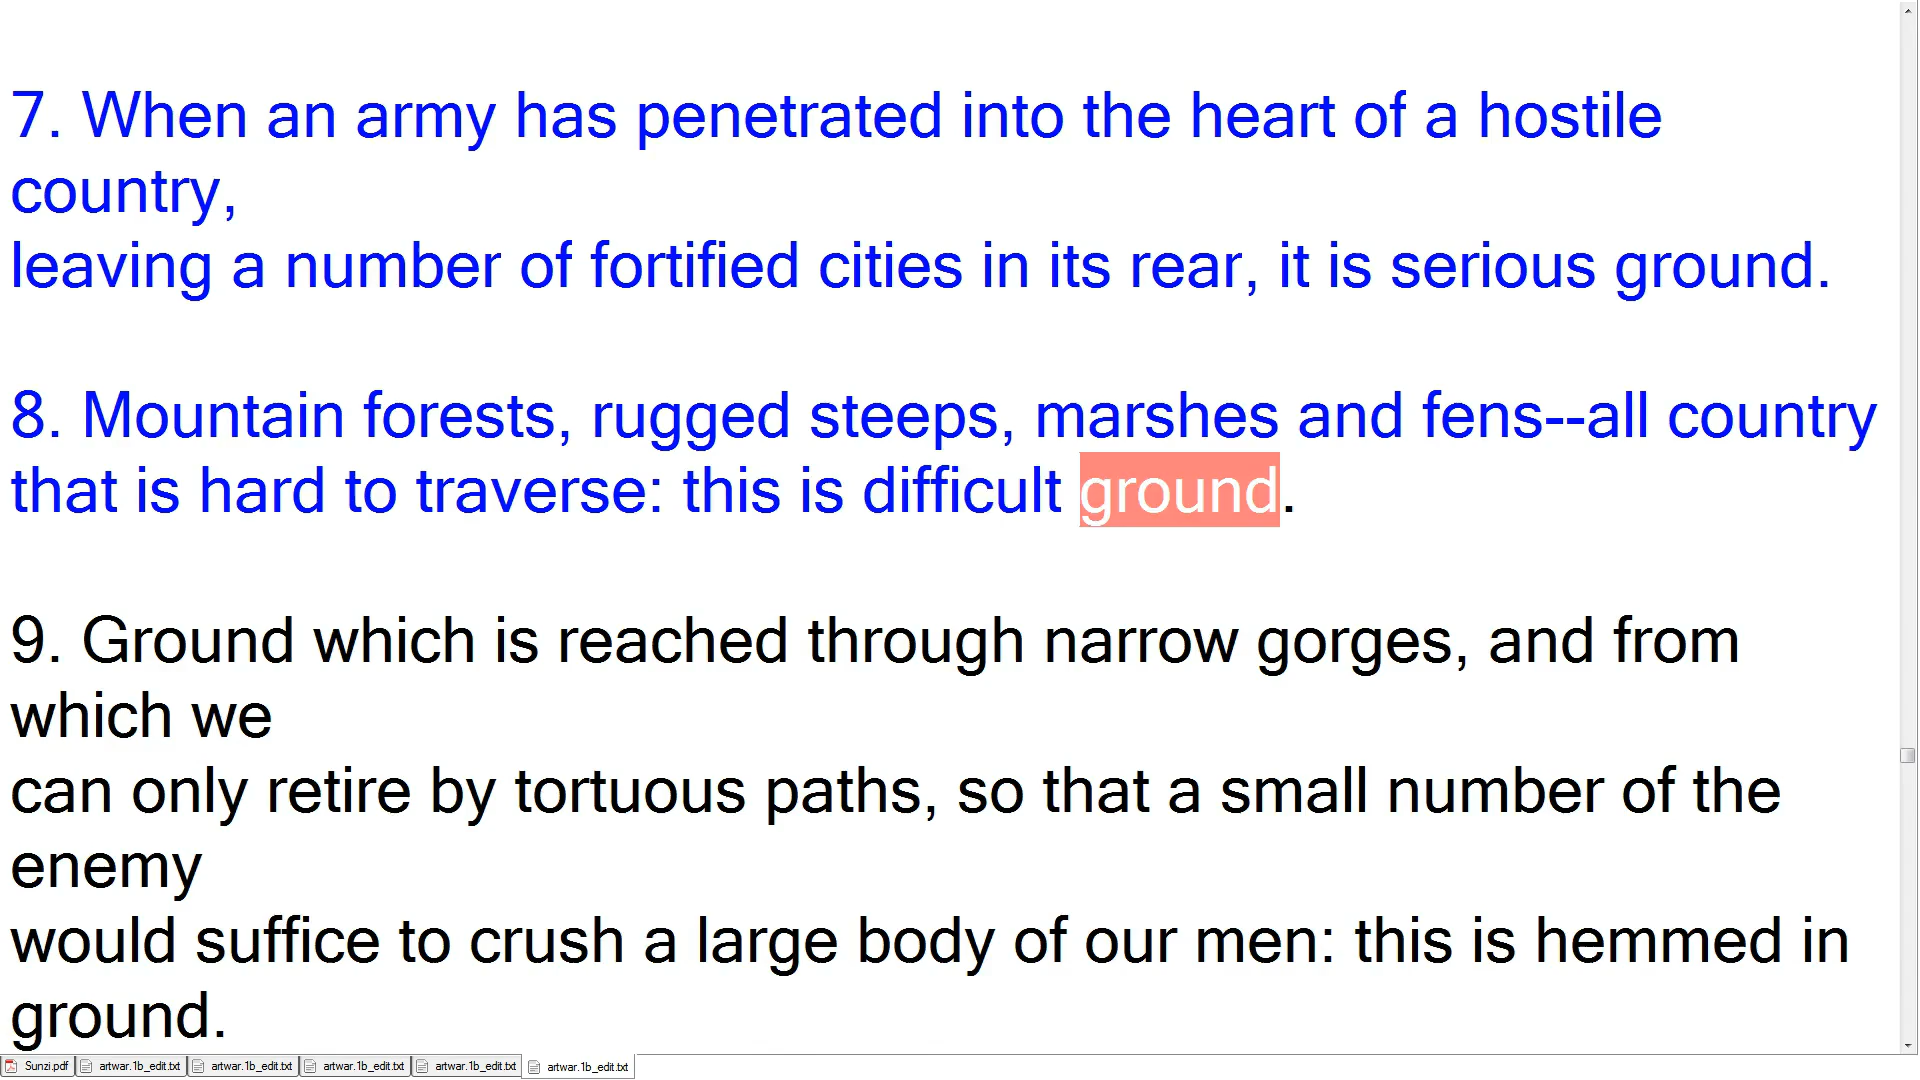 7. When an army has penetrated into the heart of a hostile
country,
leaving a number of fortified cities in its rear, it is serious ground.
8. Mountain forests, rugged steeps, marshes and fens--all country
that is hard to traverse: this is difficult ground.
9. Ground which is reached through narrow gorges, and from
which we
can only retire by tortuous paths, so that a small number of the
enemy
would suffice to crush a large body of our men: this is hemmed in
ground.
Sunzi.pdf artwar.1b_edit.txt artwar.1b_edit.txt artwar.1b_edit.txt artwar.1b_edit.txt artwar.1b_edit.txt